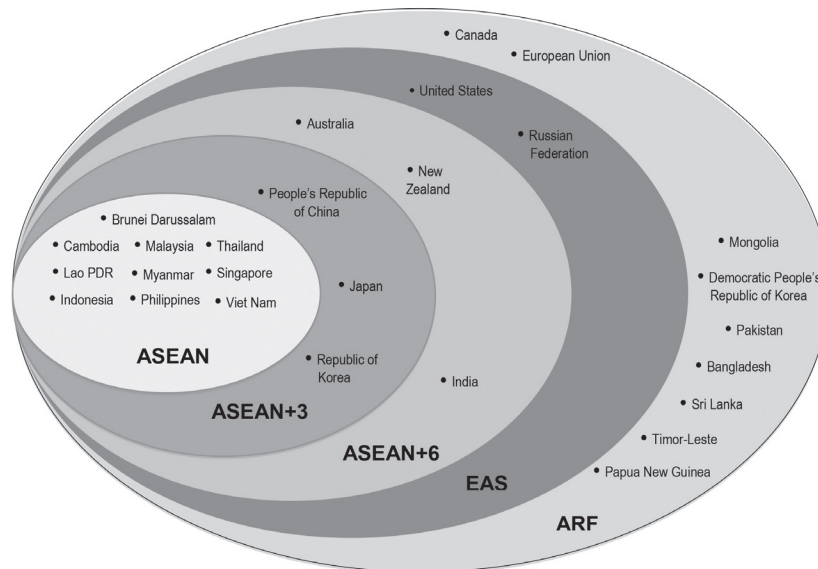 Canada
European Union
United States
Australia
Russian
Federation
New
Zealand
People's Republic
of China
Brunei Darussalam
Cambodia
Malaysia
Thailand
Lao PDR
Myanmar
Singapore
Indonesia
Philippines
Viet Nam
Japan
Mongolia
Democratic People's
Republic of Korea
Pakistan
ASEAN
Republic of
Korea
Bangladesh
India
Sri Lanka
ASEAN+3
Timor-Leste
ASEAN+6
Papua New Guinea
EAS
ARF